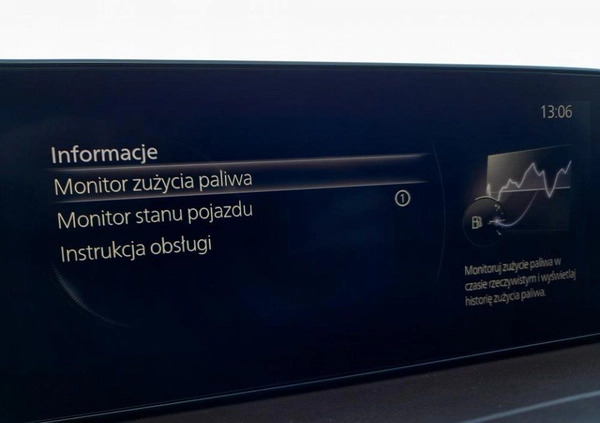 13:06
Informacje
Monitor zużycia paliwa
Monitor stanu pojazdu
1
Instrukcja obsługi
Monitoruj zużycie paliwa w
czasie rzeczywistym i wyświetlaj
historię zużycia paliwa.